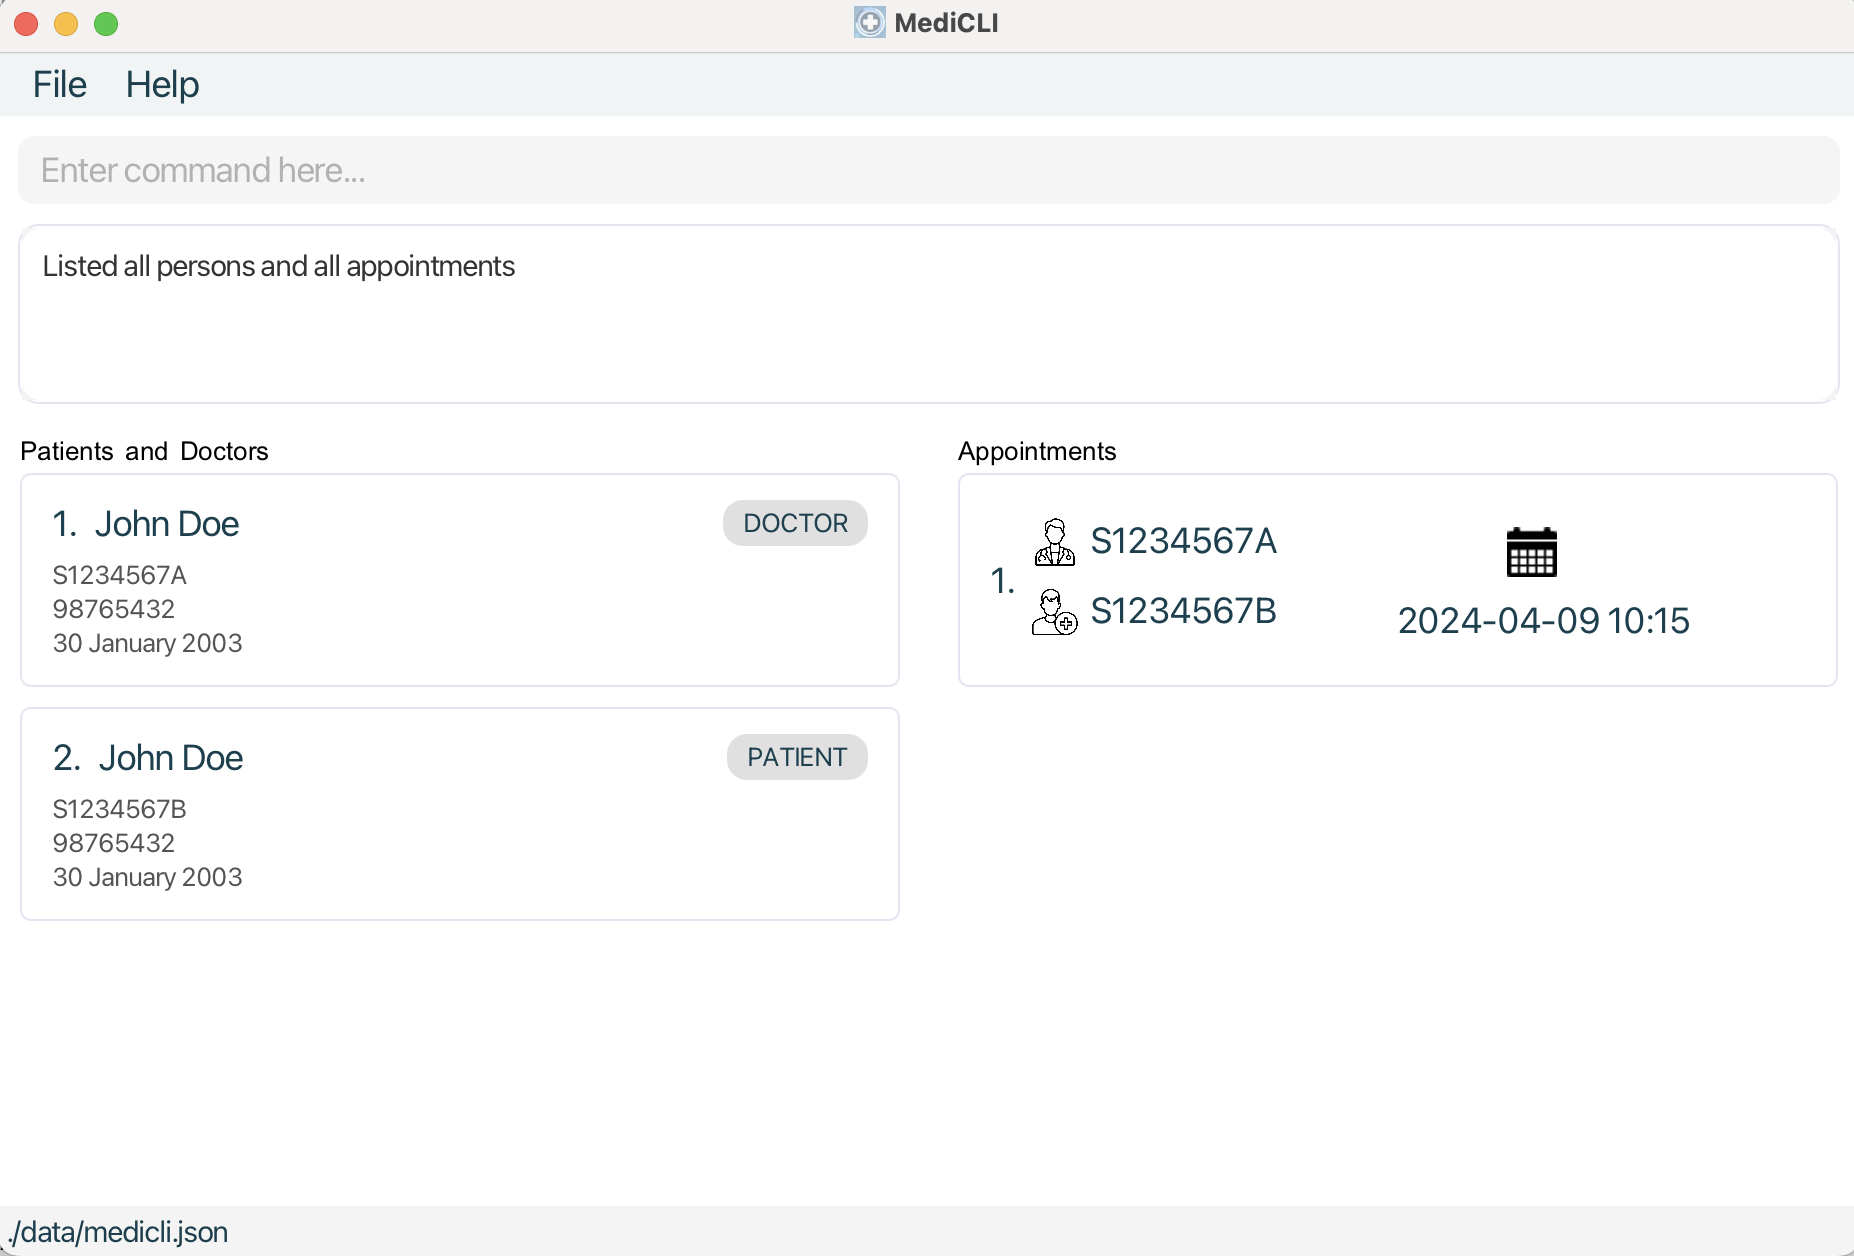 MediCLI
File Help
Enter command here...
Listed all persons and all appointments
Patients and Doctors
1. John Doe DOCTOR
S1234567A
98765432
30 January 2003
2. John Doe PATIENT
S1234567B
98765432
30 January 2003
Appointments
1.
S1234567A
S1234567B
2024-04-09 10:15
./data/medicli.json